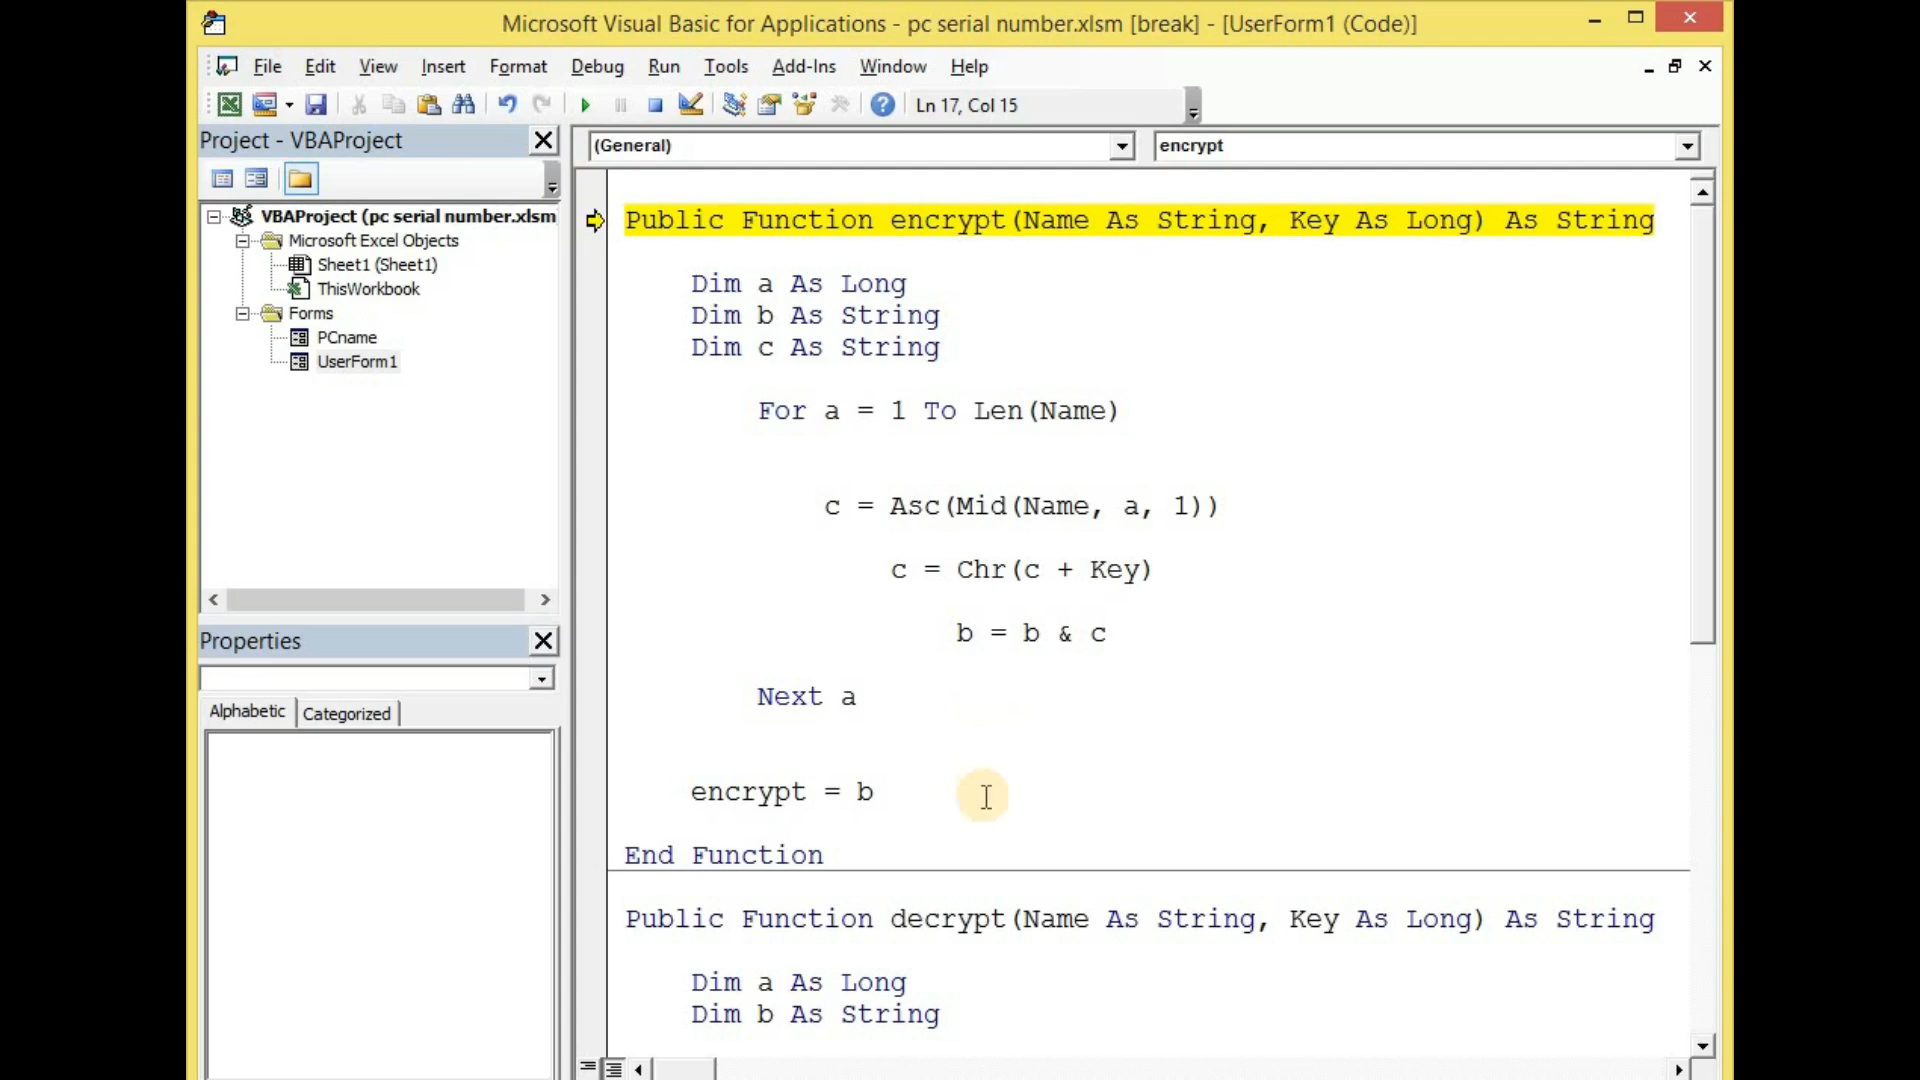 Microsoft Visual Basic for Applications - pc serial number.xlsm [break] - [UserForm1 (Code)]
File Edit View Insert Format Debug Run Tools Add-Ins Window Help
Ln 17, Col 15
Project - VBAProject
(General)
encrypt
VBAProject (pc serial number.xlsm
Microsoft Excel Objects
Sheet1 (Sheet1)
ThisWorkbook
Forms
PCname
UserForm1
Properties
Alphabetic
Categorized
Public Function encrypt(Name As String, Key As Long) As String
Dim a As Long
Dim b As String
Dim c As String
For a = 1 To Len(Name)
c = Asc(Mid(Name, a, 1))
c = Chr(c + Key)
b = b & c
Next a
encrypt = b
End Function
Public Function decrypt(Name As String, Key As Long) As String
Dim a As Long
Dim b As String